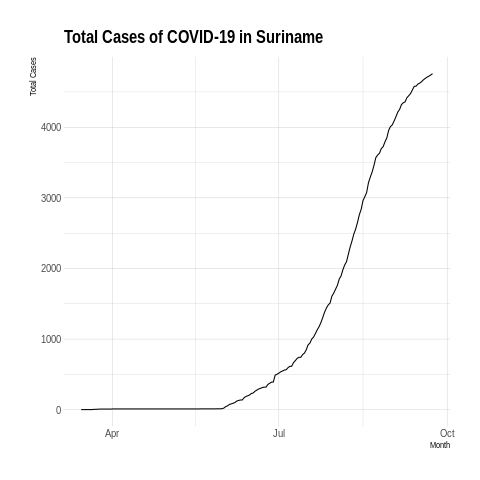 Total Cases of COVID-19 in Suriname
Total Cases
4000
3000
2000
1000
0
Apr
Jul
Oct
Month